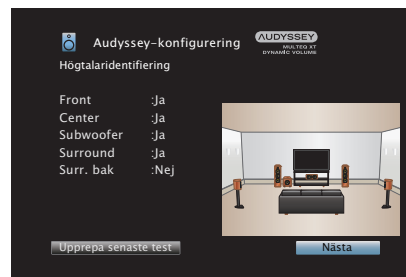 Audyssey-konfigurering
AUDYSSEY
MULTEQ XT
DYNAMIC VOLUME
Högtalaridentifiering
Front :Ja
Center :Ja
Subwoofer :Ja
Surround :Ja
Surr. bak :Nej
Upprepa senaste test
Nästa